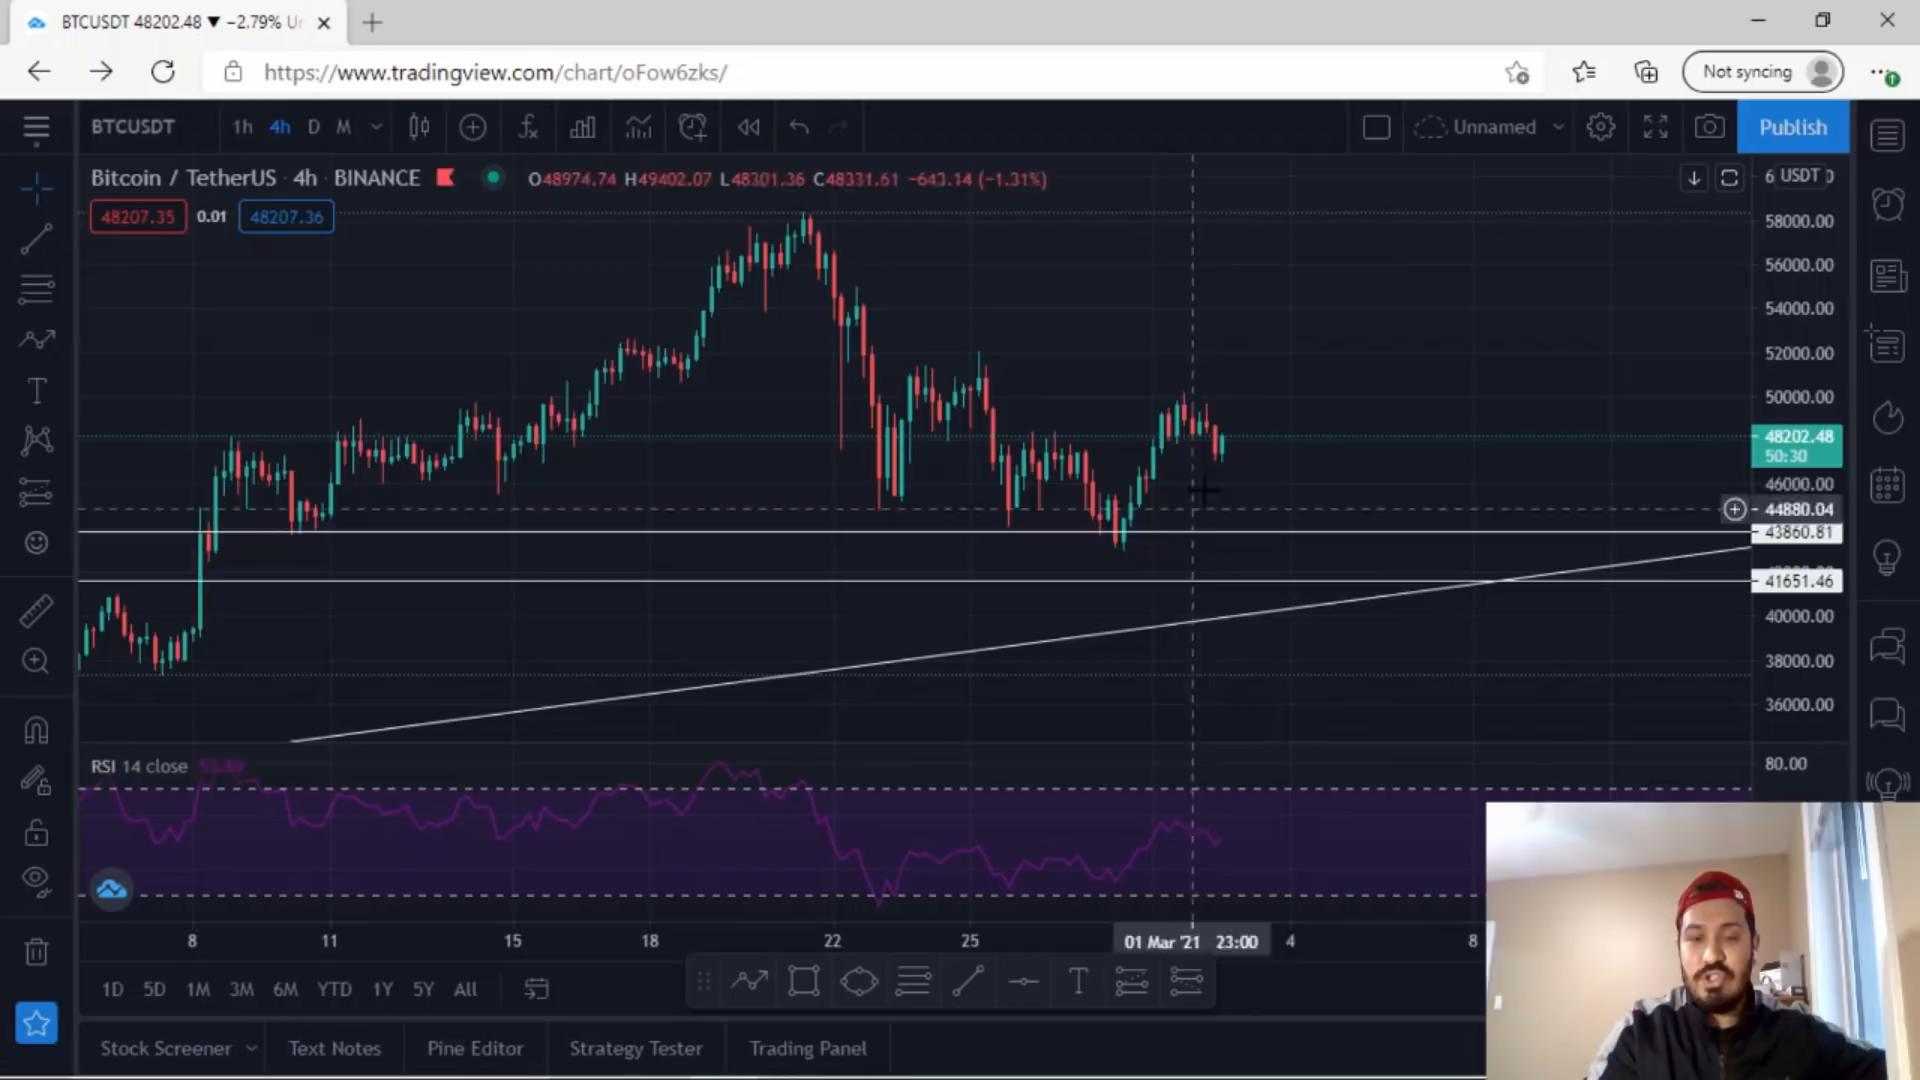 BTCUSDT 48202.48 ▼ −2.79%
https://www.tradingview.com/chart/oFow6zks/
Not syncing
BTCUSDT 1h 4h D M
Unnamed
Publish
Bitcoin / TetherUS · 4h · BINANCE
O48974.74 H49402.07 L48301.36 C48331.61 −643.14 (−1.31%)
USDT
48207.35 0.01 48207.36
58000.00
56000.00
54000.00
52000.00
50000.00
48202.48
50:30
46000.00
44880.04
43860.81
41651.46
40000.00
38000.00
36000.00
RSI 14 close
80.00
8 11 15 18 22 25 01 Mar '21 23:00 4 8
1D 5D 1M 3M 6M YTD 1Y 5Y All
Stock Screener Text Notes Pine Editor Strategy Tester Trading Panel